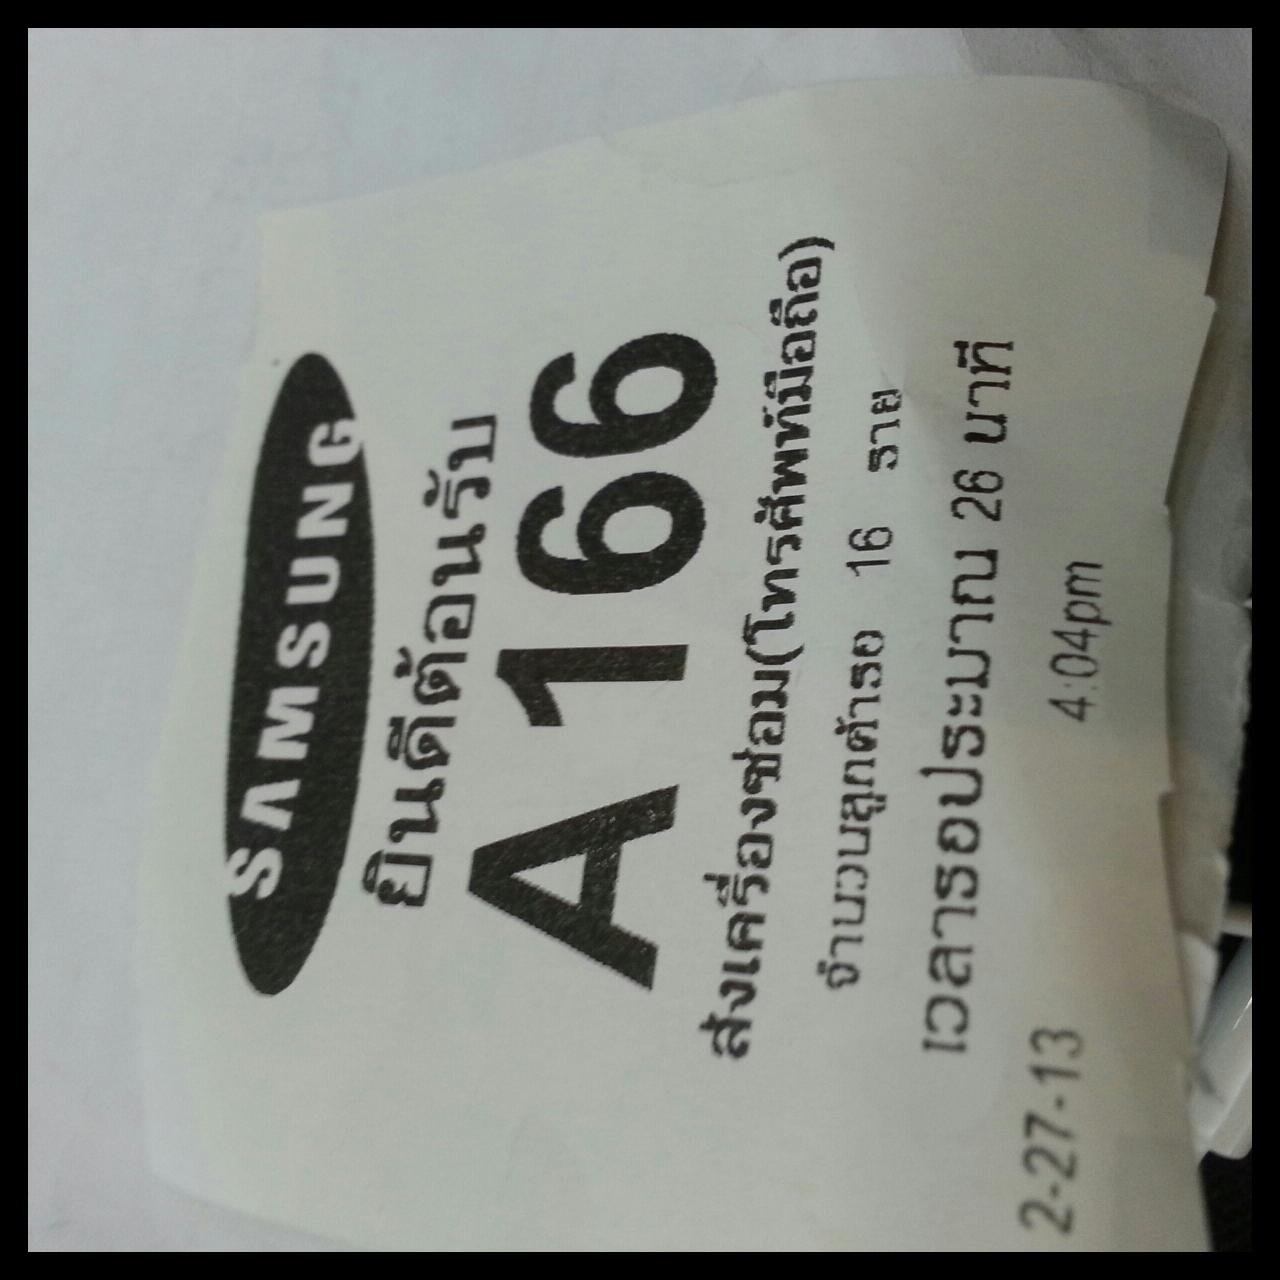 SAMSUNG
ยินดีต้อนรับ
A166
ส่งเครื่องซ่อม(โทรศัพท์มือถือ)
จำนวนลูกค้ารอ 16 ราย
เวลารอประมาณ 26 นาที
2-27-13 4:04pm